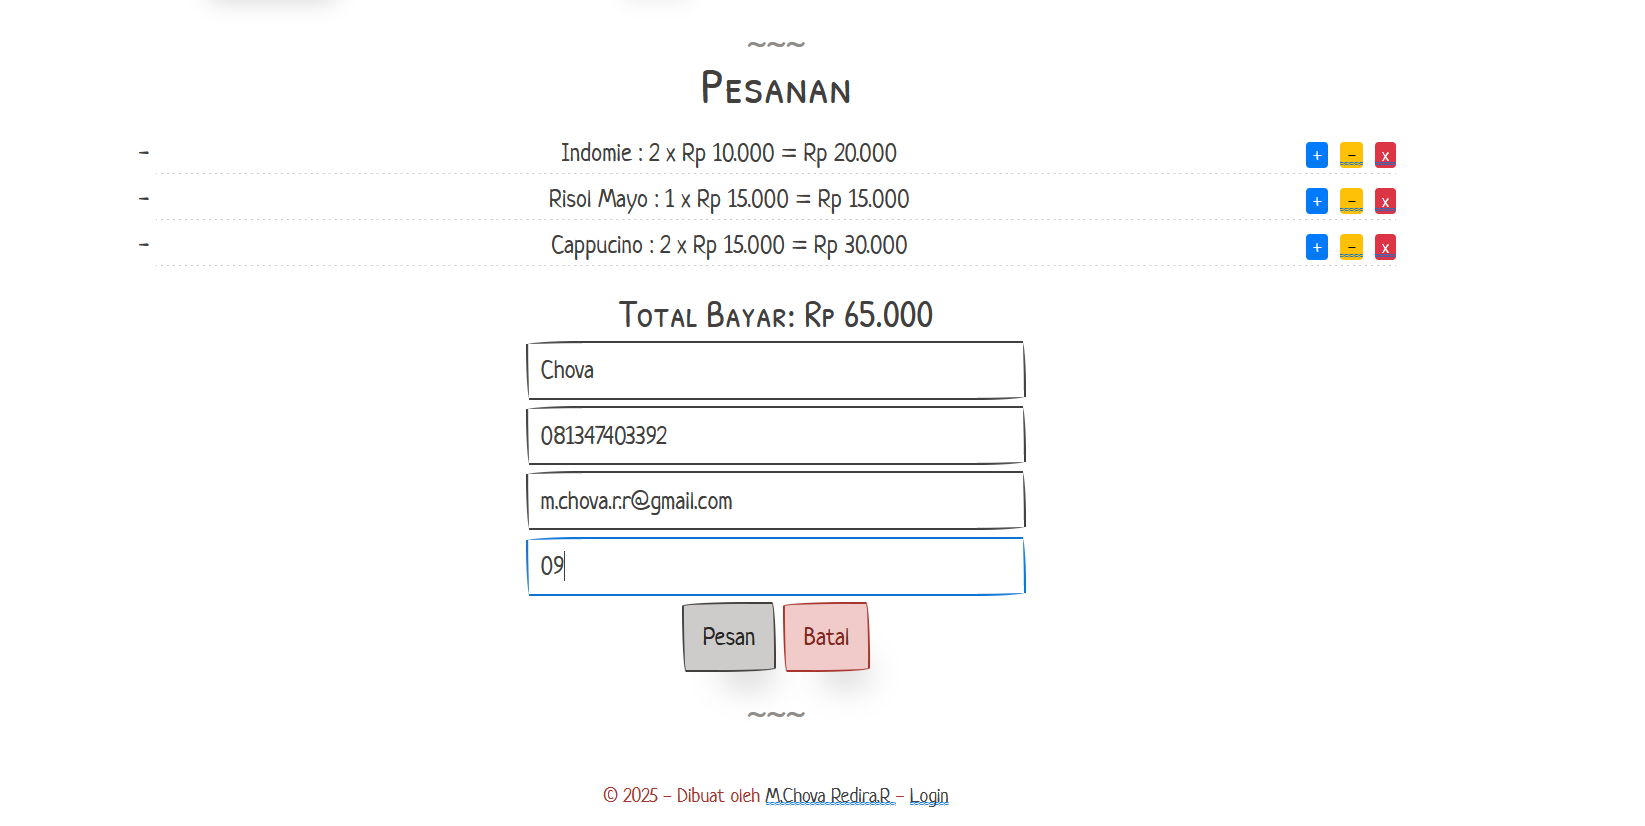 ~~~
Pesanan
- Indomie : 2 x Rp 10.000 = Rp 20.000 + - x
- Risol Mayo : 1 x Rp 15.000 = Rp 15.000 + - x
- Cappucino : 2 x Rp 15.000 = Rp 30.000 + - x
Total Bayar: Rp 65.000
Chova
081347403392
m.chova.r.r@gmail.com
09
Pesan Batal
~~~
© 2025 - Dibuat oleh M.Chova Redira.R - Login